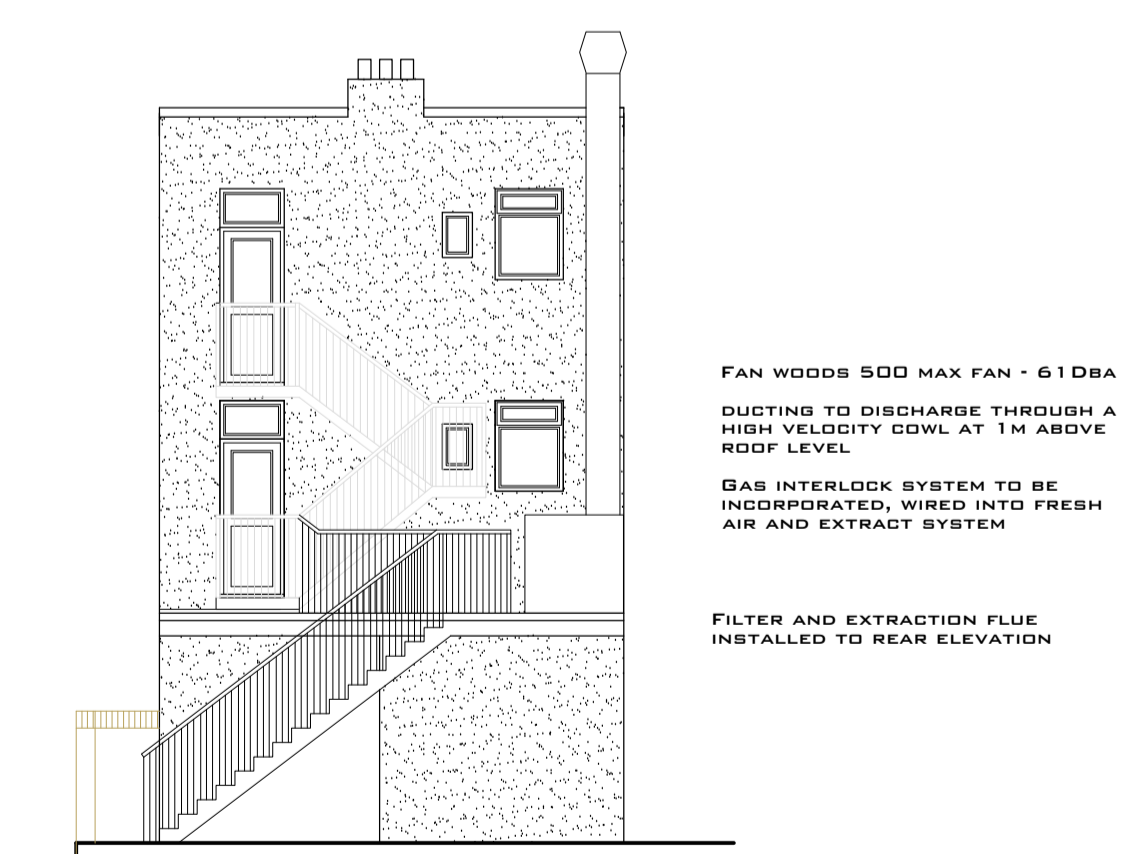 Fan woods 500 max fan - 61Dba
ducting to discharge through a
high velocity cowl at 1m above
roof level
Gas interlock system to be
incorporated, wired into fresh
air and extract system
Filter and extraction flue
installed to rear elevation